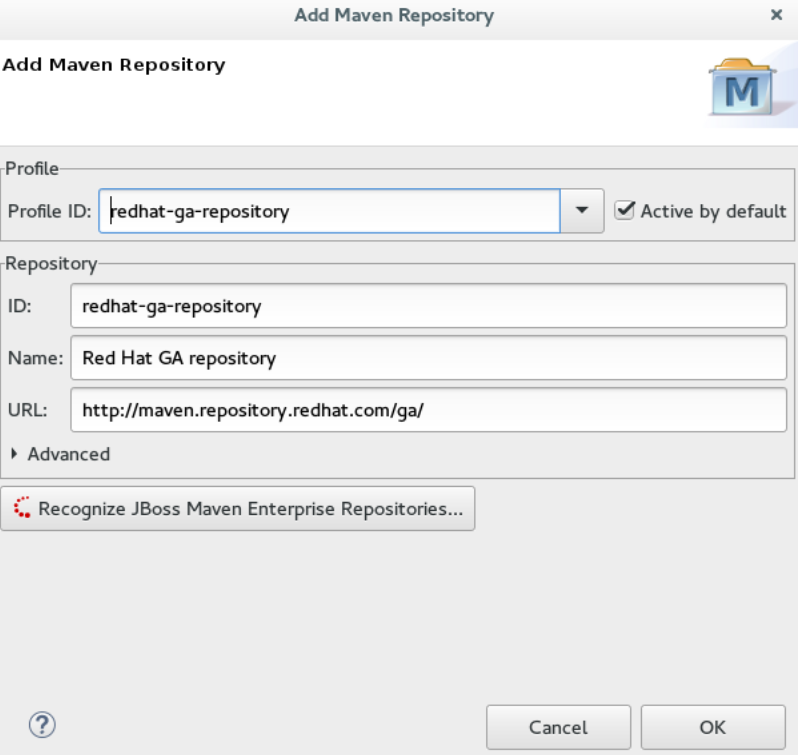 Add Maven Repository
Add Maven Repository
M
Profile
Profile ID: redhat-ga-repository Active by default
Repository
ID: redhat-ga-repository
Name: Red Hat GA repository
URL: http://maven.repository.redhat.com/ga/
Advanced
Recognize JBoss Maven Enterprise Repositories...
? Cancel OK